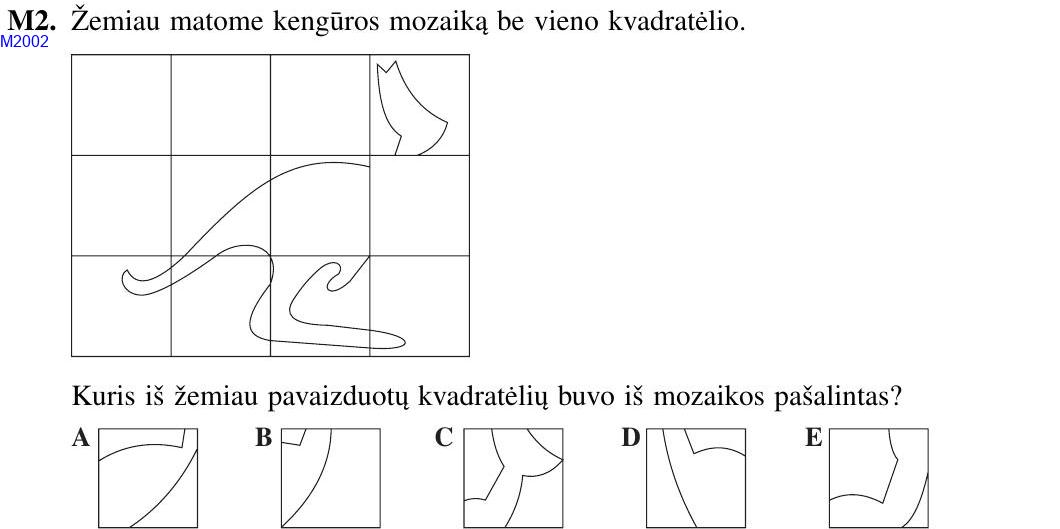 M2. Žemiau matome kengūros mozaiką be vieno kvadratėlio.
M2002
Kuris iš žemiau pavaizduotų kvadratėlių buvo iš mozaikos pašalintas?
A B C D E